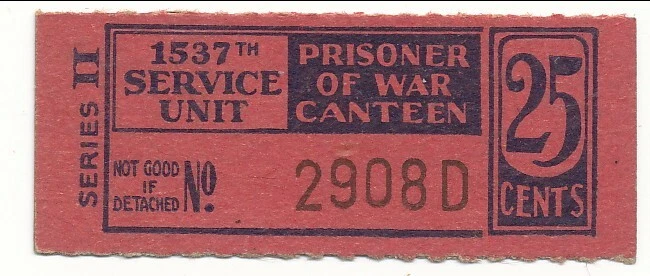 SERIES II
1537TH
SERVICE
UNIT
PRISONER
OF WAR
CANTEEN
25
CENTS
NOT GOOD
IF
DETACHED
No.
2908D